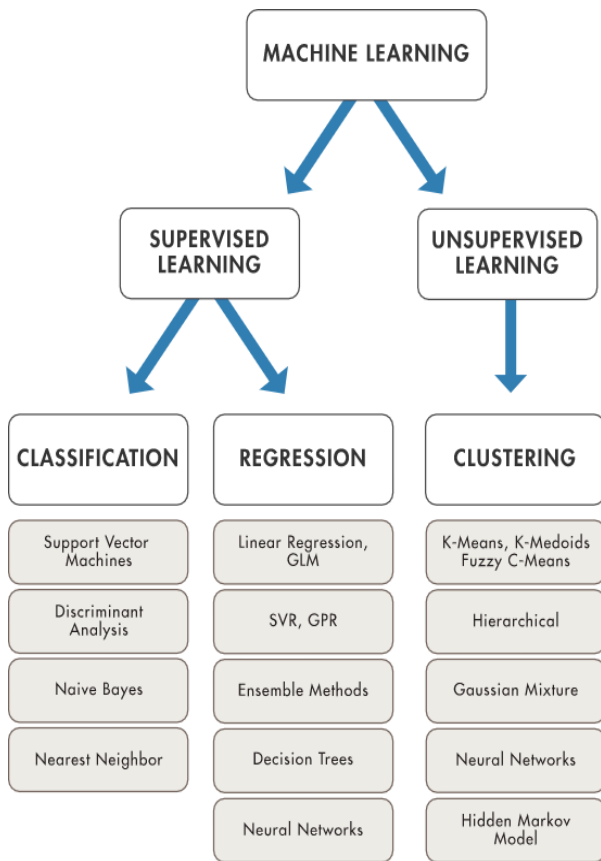 MACHINE LEARNING
SUPERVISED
LEARNING
UNSUPERVISED
LEARNING
CLASSIFICATION
Support Vector
Machines
Discriminant
Analysis
Naive Bayes
Nearest Neighbor
REGRESSION
Linear Regression,
GLM
SVR, GPR
Ensemble Methods
Decision Trees
Neural Networks
CLUSTERING
K-Means, K-Medoids
Fuzzy C-Means
Hierarchical
Gaussian Mixture
Neural Networks
Hidden Markov
Model